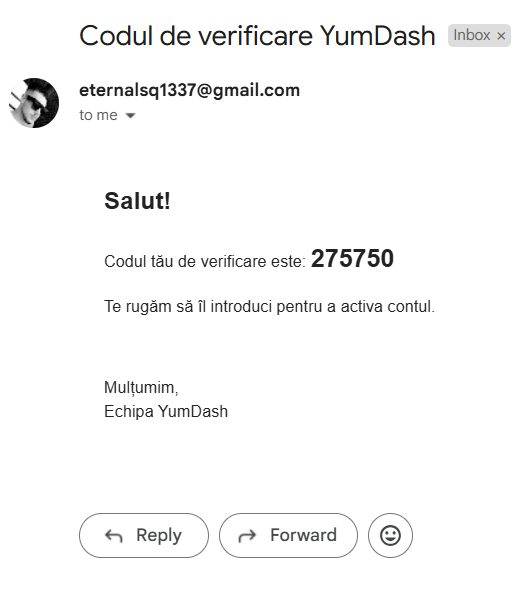 Codul de verificare YumDash Inbox ×
eternalsq1337@gmail.com
to me
Salut!
Codul tău de verificare este: 275750
Te rugăm să îl introduci pentru a activa contul.
Mulțumim,
Echipa YumDash
Reply Forward